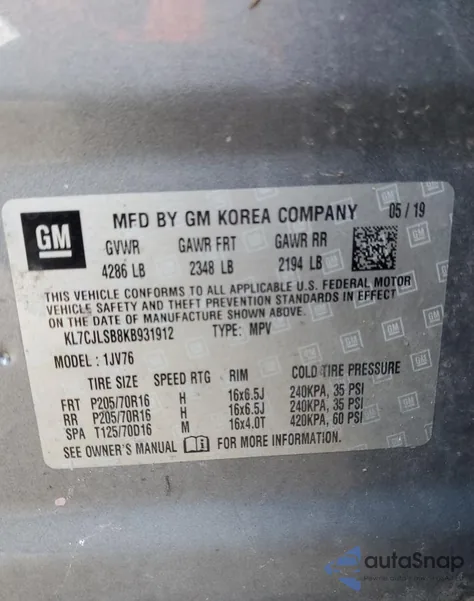 GM MFD BY GM KOREA COMPANY 05 / 19
GVWR GAWR FRT GAWR RR
4286 LB 2348 LB 2194 LB
THIS VEHICLE CONFORMS TO ALL APPLICABLE U.S. FEDERAL MOTOR
VEHICLE SAFETY AND THEFT PREVENTION STANDARDS IN EFFECT
ON THE DATE OF MANUFACTURE SHOWN ABOVE.
KL7CJLSB8KB931912 TYPE: MPV
MODEL : 1JV76
TIRE SIZE SPEED RTG RIM COLD TIRE PRESSURE
FRT P205/70R16 H 16x6.5J 240KPA, 35 PSI
RR P205/70R16 H 16x6.5J 240KPA, 35 PSI
SPA T125/70D16 M 16x4.0T 420KPA, 60 PSI
SEE OWNER'S MANUAL FOR MORE INFORMATION.
autaSnap